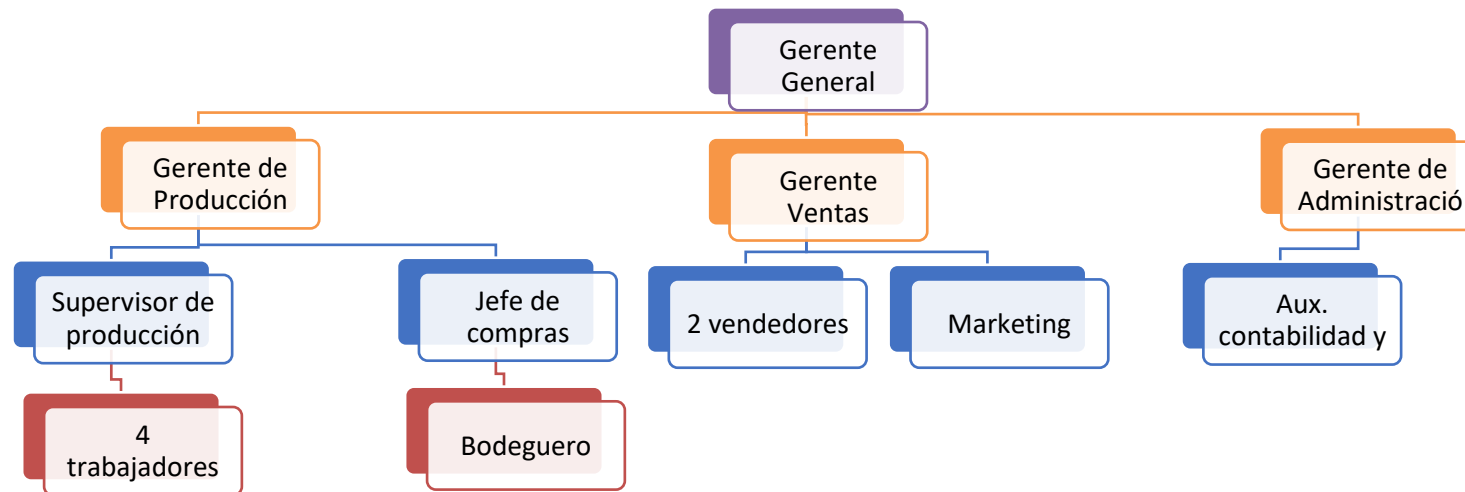 Gerente
General
Gerente de
Producción
Gerente
Ventas
Gerente de
Administració
Supervisor de
producción
Jefe de
compras
2 vendedores
Marketing
Aux.
contabilidad y
4
trabajadores
Bodeguero